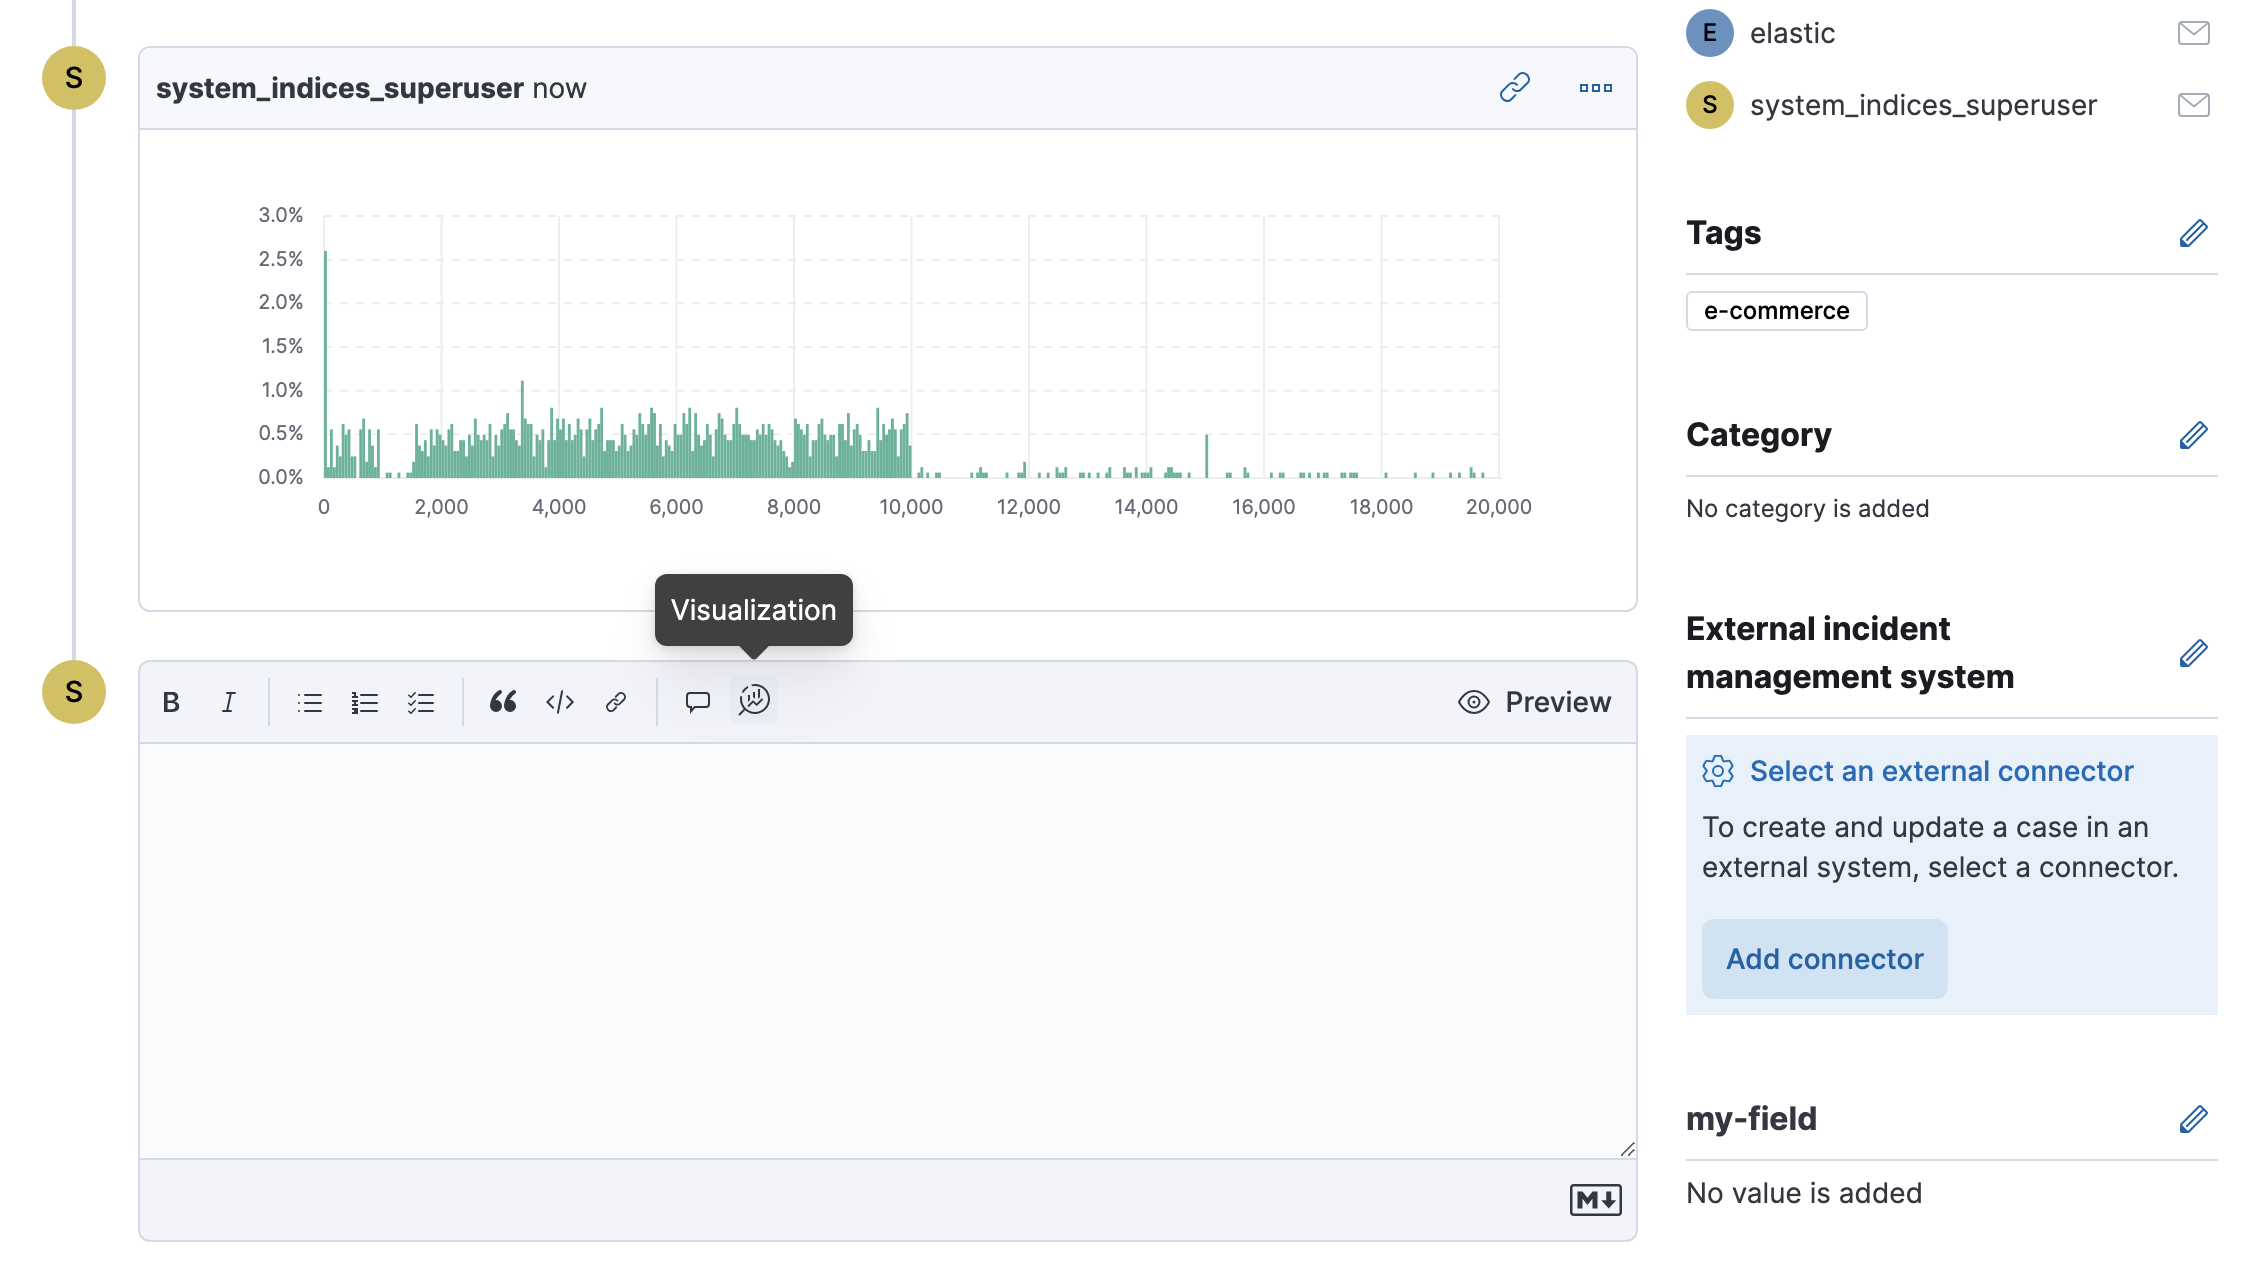 S
system_indices_superuser now
3.0%
2.5%
2.0%
1.5%
1.0%
0.5%
0.0%
0 2,000 4,000 6,000 8,000 10,000 12,000 14,000 16,000 18,000 20,000
Visualization
S
B I
Preview
M
E elastic
S system_indices_superuser
Tags
e-commerce
Category
No category is added
External incident
management system
Select an external connector
To create and update a case in an
external system, select a connector.
Add connector
my-field
No value is added